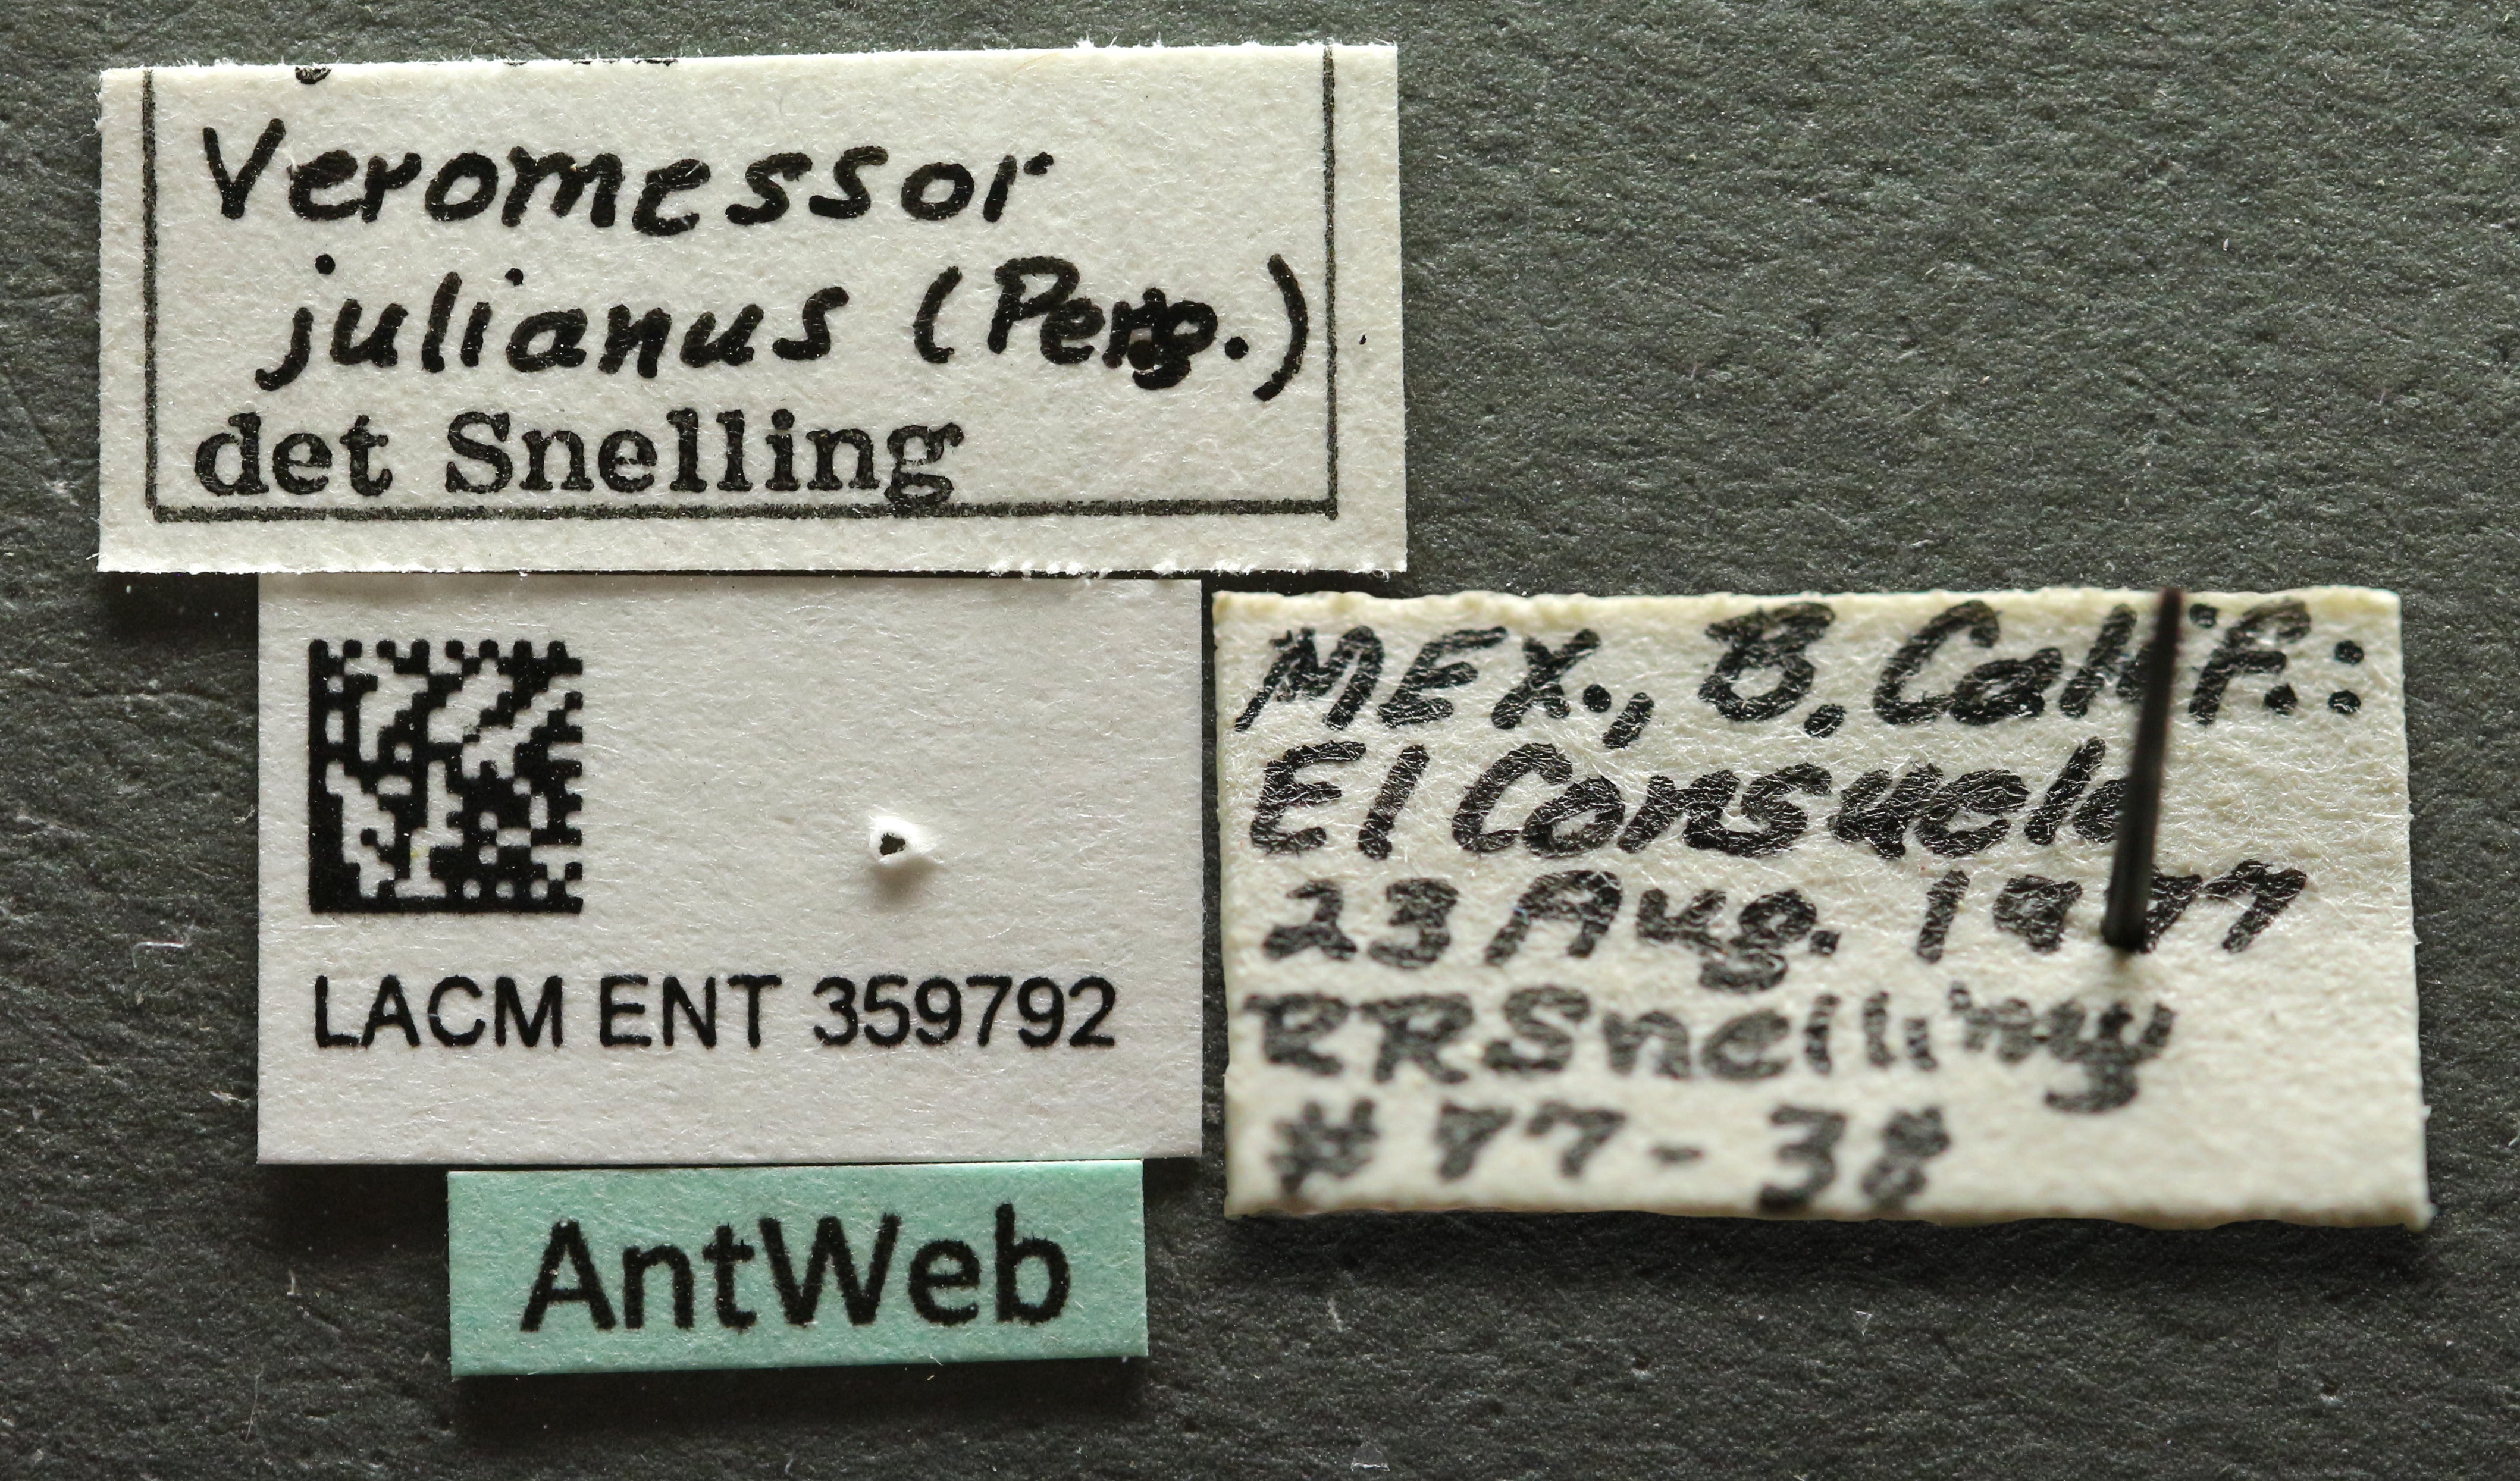 Veromessor
julianus (Perg.)
det Snelling
LACM ENT 359792
AntWeb
MEX., B. Calif.:
El Consuelo
23 Aug. 1977
RRSnelling
#77-38